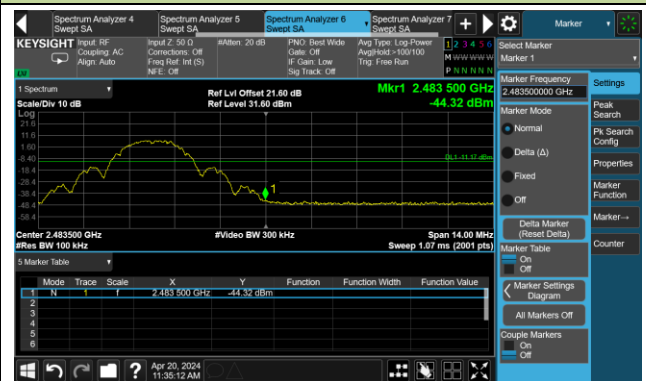 Spectrum Analyzer 4
Swept SA
Spectrum Analyzer 5
Swept SA
Spectrum Analyzer 6
Swept SA
Spectrum Analyzer 7
Swept SA
Marker
KEYSIGHT
Input: RF
Coupling: AC
Align: Auto
Input Z: 50 Ω
Corrections: Off
Freq Ref: Int (S)
NFE: Off
#Atten: 20 dB
PNO: Best Wide
Gate: Off
IF Gain: Low
Sig Track: Off
Avg Type: Log-Power
Avg|Hold:>100/100
Trig: Free Run
1 2 3 4 5 6
M W W W W W
P N N N N N
Select Marker
Marker 1
1 Spectrum
Scale/Div 10 dB
Ref Lvl Offset 21.60 dB
Ref Level 31.60 dBm
Mkr1 2.483 500 GHz
-44.32 dBm
Log
21.6
11.6
1.60
-8.40
-18.4
-28.4
-38.4
-48.4
-58.4
DL1 -11.17 dBm
1
Center 2.483500 GHz
#Res BW 100 kHz
#Video BW 300 kHz
Span 14.00 MHz
Sweep 1.07 ms (2001 pts)
5 Marker Table
Mode Trace Scale X Y Function Function Width Function Value
1 N 1 f 2.483 500 GHz -44.32 dBm
2
3
4
5
6
Marker Frequency
2.483500000 GHz
Marker Mode
Normal
Delta (Δ)
Fixed
Off
Delta Marker
(Reset Delta)
Marker Table
On
Off
Marker Settings
Diagram
All Markers Off
Couple Markers
On
Off
Settings
Peak
Search
Pk Search
Config
Properties
Marker
Function
Marker→
Counter
Apr 20, 2024
11:35:12 AM